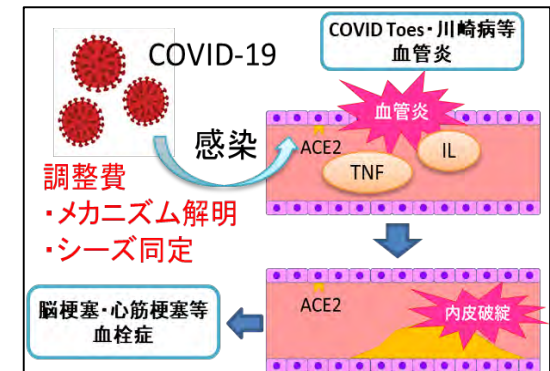 COVID-19
COVID Toes・川崎病等
血管炎
血管炎
感染
ACE2
TNF
IL
調整費
・メカニズム解明
・シーズ同定
ACE2
内皮破綻
脳梗塞・心筋梗塞等
血栓症